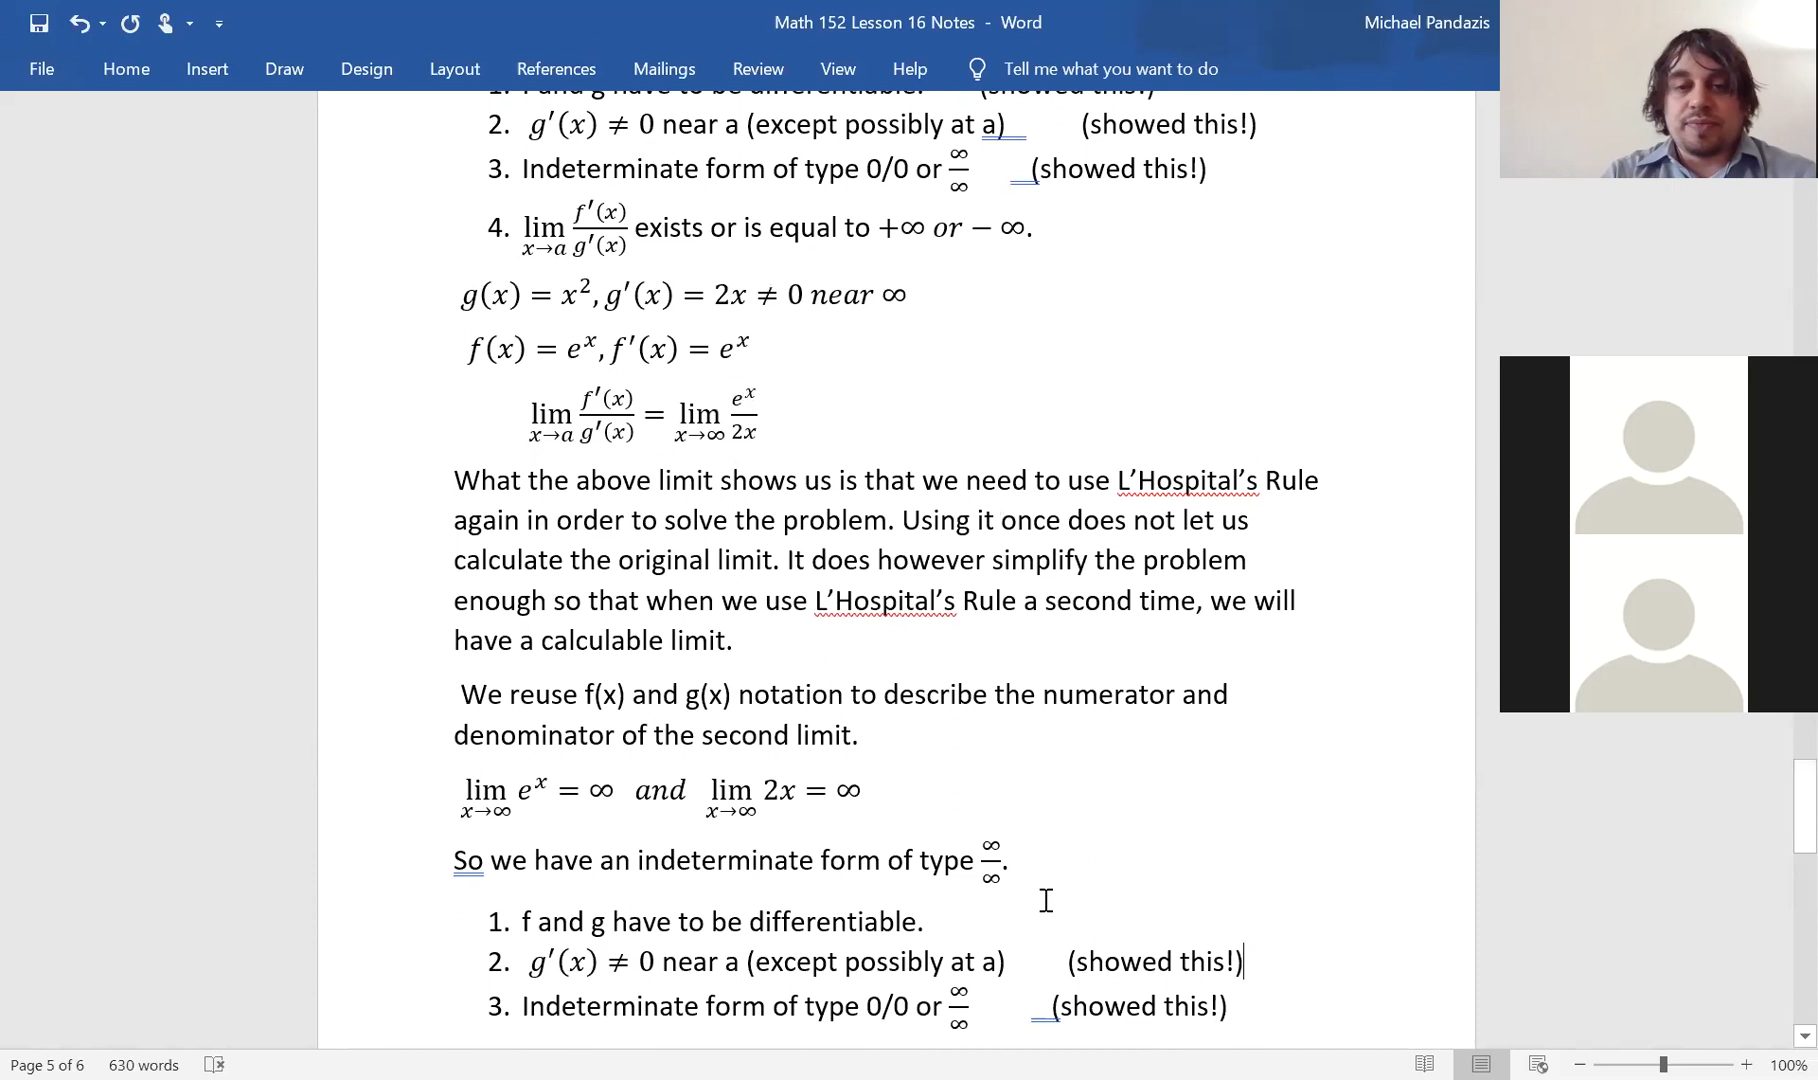 Math 152 Lesson 16 Notes - Word
Michael Pandazis
File Home Insert Draw Design Layout References Mailings Review View Help Tell me what you want to do
1. f and g have to be differentiable. (showed this!)
2. g′(x) ≠ 0 near a (except possibly at a) (showed this!)
3. Indeterminate form of type 0/0 or ∞/∞ (showed this!)
4. lim x→a f′(x)/g′(x) exists or is equal to +∞ or − ∞.
g(x) = x², g′(x) = 2x ≠ 0 near ∞
f(x) = eˣ, f′(x) = eˣ
lim x→a f′(x)/g′(x) = lim x→∞ eˣ/2x
What the above limit shows us is that we need to use L’Hospital’s Rule
again in order to solve the problem. Using it once does not let us
calculate the original limit. It does however simplify the problem
enough so that when we use L’Hospital’s Rule a second time, we will
have a calculable limit.
We reuse f(x) and g(x) notation to describe the numerator and
denominator of the second limit.
lim x→∞ eˣ = ∞ and lim x→∞ 2x = ∞
So we have an indeterminate form of type ∞/∞.
1. f and g have to be differentiable.
2. g′(x) ≠ 0 near a (except possibly at a) (showed this!)
3. Indeterminate form of type 0/0 or ∞/∞ (showed this!)
Page 5 of 6 630 words 100%